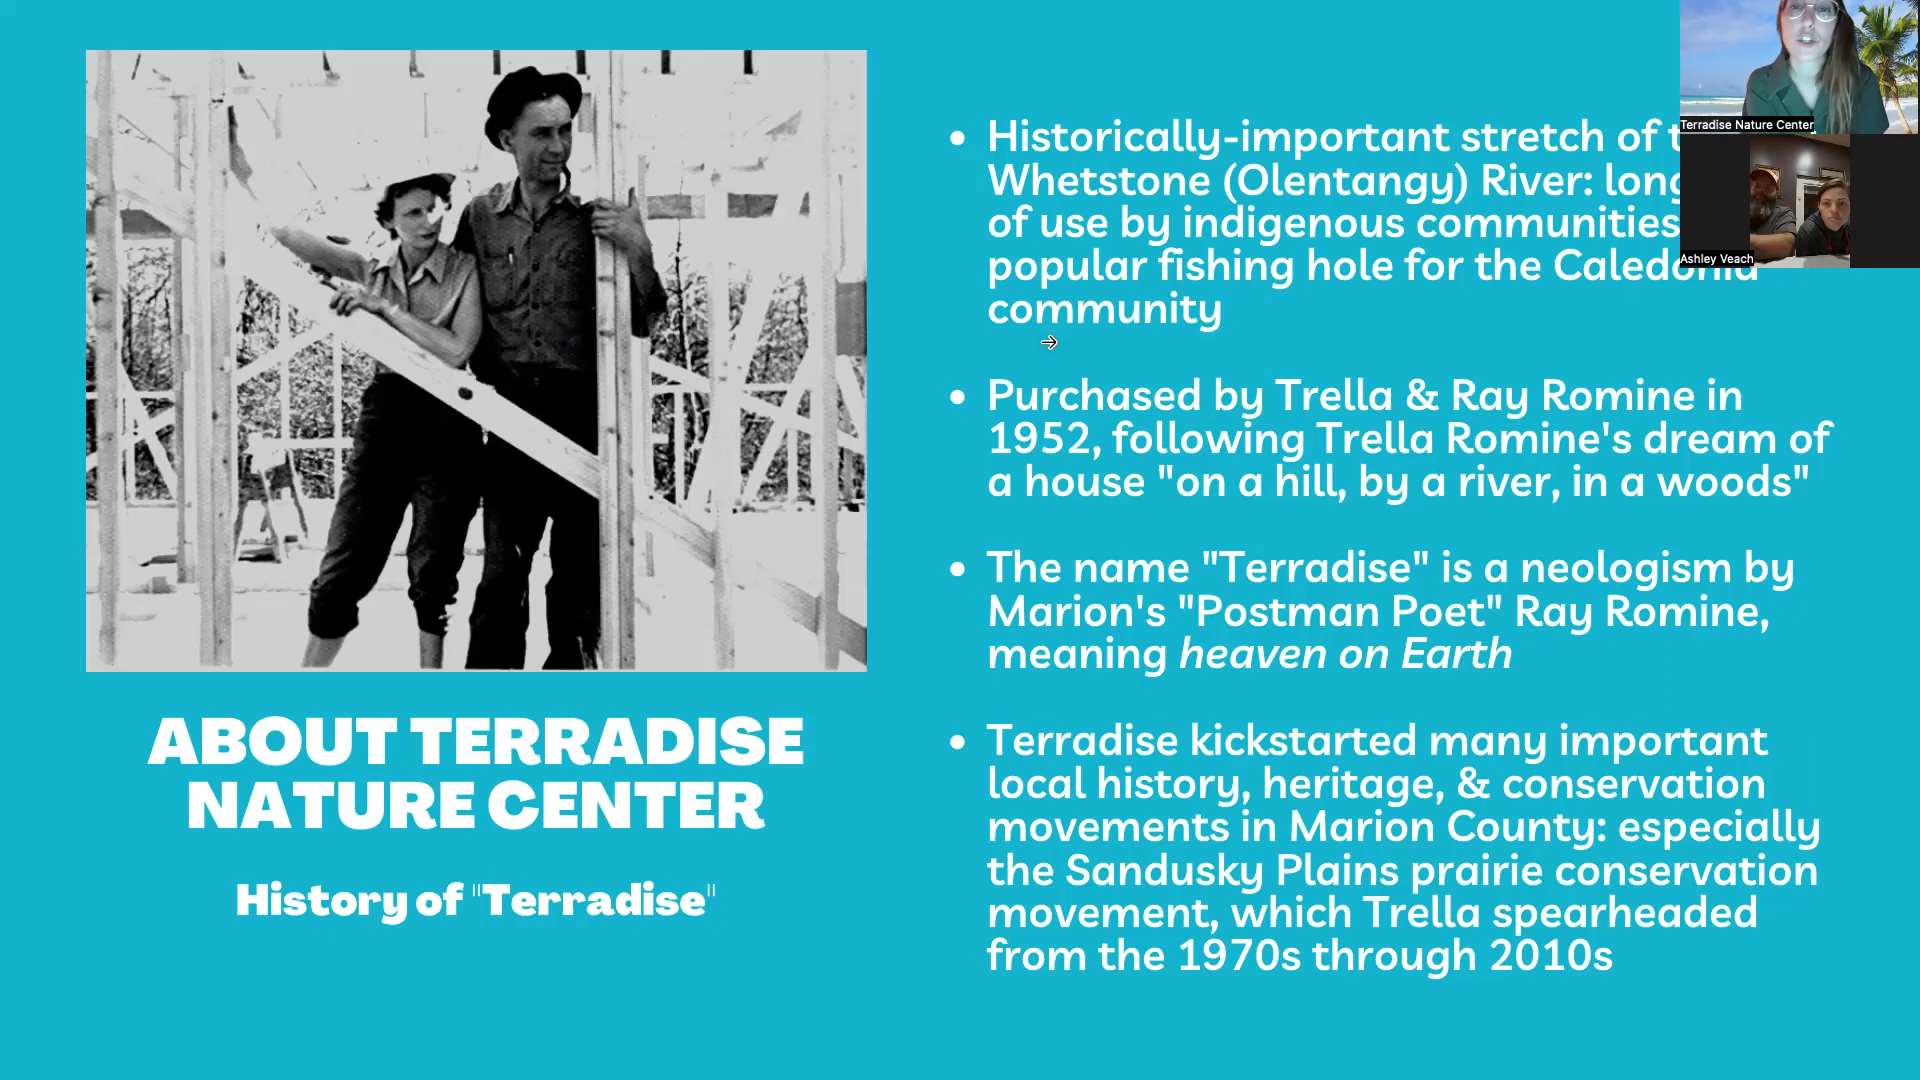 Historically-important stretch of
Whetstone (Olentangy) River: long
of use by indigenous communities
popular fishing hole for the Caledonia
community
Purchased by Trella & Ray Romine in
1952, following Trella Romine's dream of
a house "on a hill, by a river, in a woods"
The name "Terradise" is a neologism by
Marion's "Postman Poet" Ray Romine,
meaning heaven on Earth
Terradise kickstarted many important
local history, heritage, & conservation
movements in Marion County: especially
the Sandusky Plains prairie conservation
movement, which Trella spearheaded
from the 1970s through 2010s
ABOUT TERRADISE
NATURE CENTER
History of "Terradise"
Terradise Nature Center
Ashley Veach